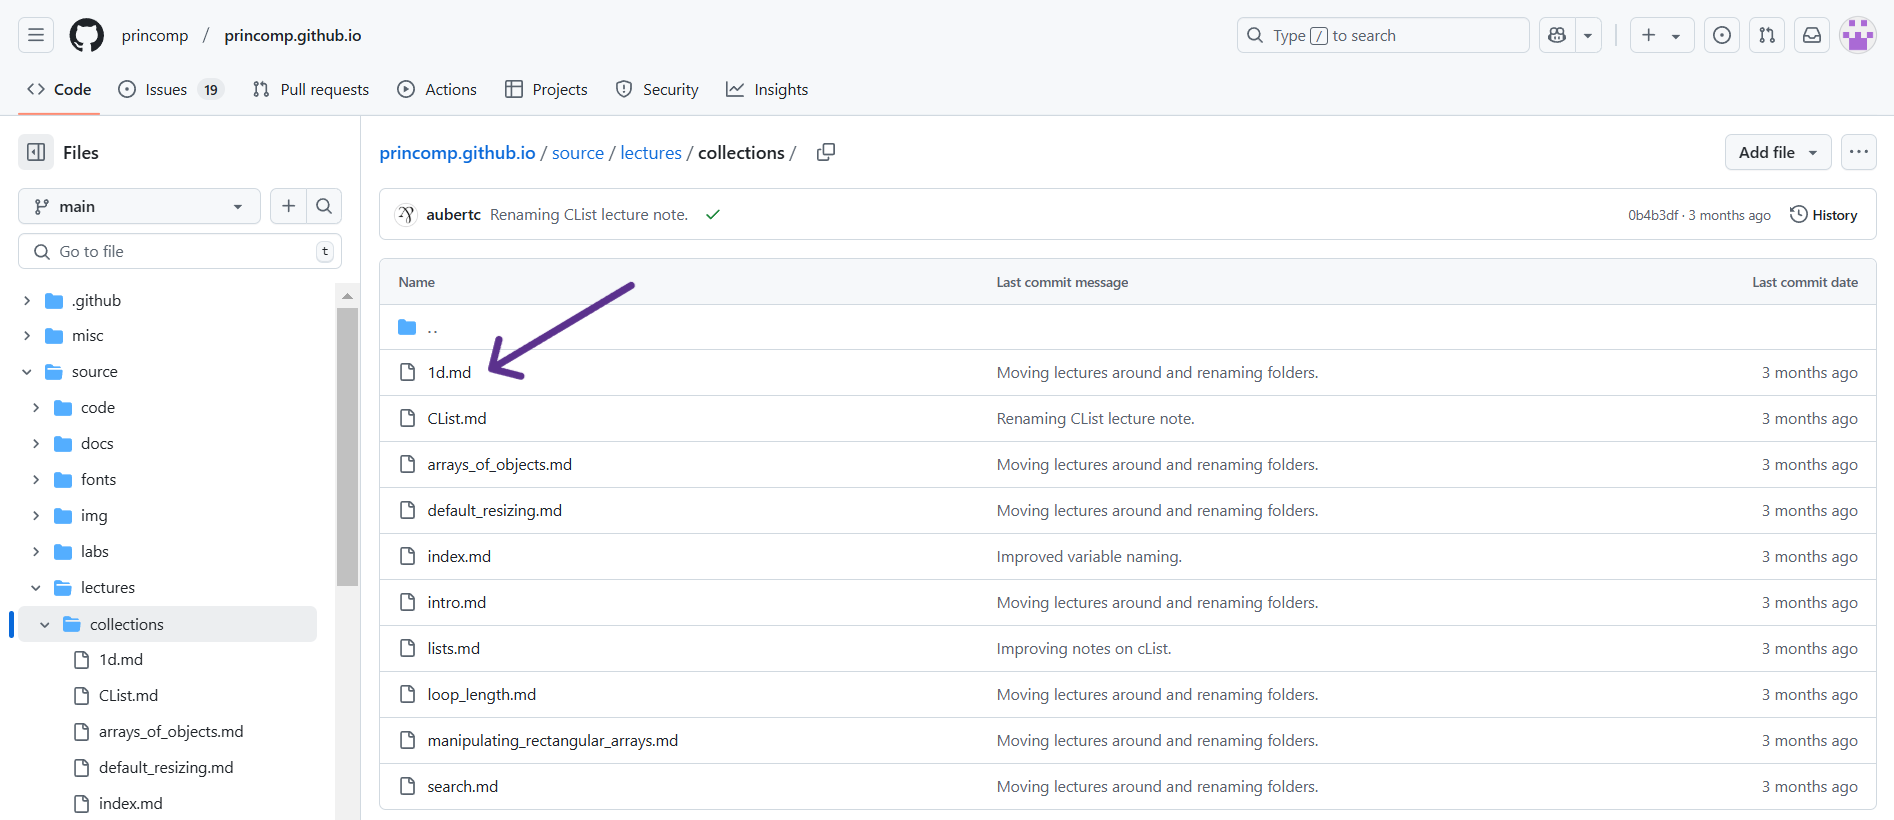 princomp / princomp.github.io
Type / to search
Code
Issues 19
Pull requests
Actions
Projects
Security
Insights
Files
main
Go to file
t
.github
misc
source
code
docs
fonts
img
labs
lectures
collections
1d.md
CList.md
arrays_of_objects.md
default_resizing.md
index.md
princomp.github.io / source / lectures / collections /
Add file
aubertc Renaming CList lecture note.
0b4b3df · 3 months ago
History
Name Last commit message Last commit date
..
1d.md Moving lectures around and renaming folders. 3 months ago
CList.md Renaming CList lecture note. 3 months ago
arrays_of_objects.md Moving lectures around and renaming folders. 3 months ago
default_resizing.md Moving lectures around and renaming folders. 3 months ago
index.md Improved variable naming. 3 months ago
intro.md Moving lectures around and renaming folders. 3 months ago
lists.md Improving notes on cList. 3 months ago
loop_length.md Moving lectures around and renaming folders. 3 months ago
manipulating_rectangular_arrays.md Moving lectures around and renaming folders. 3 months ago
search.md Moving lectures around and renaming folders. 3 months ago